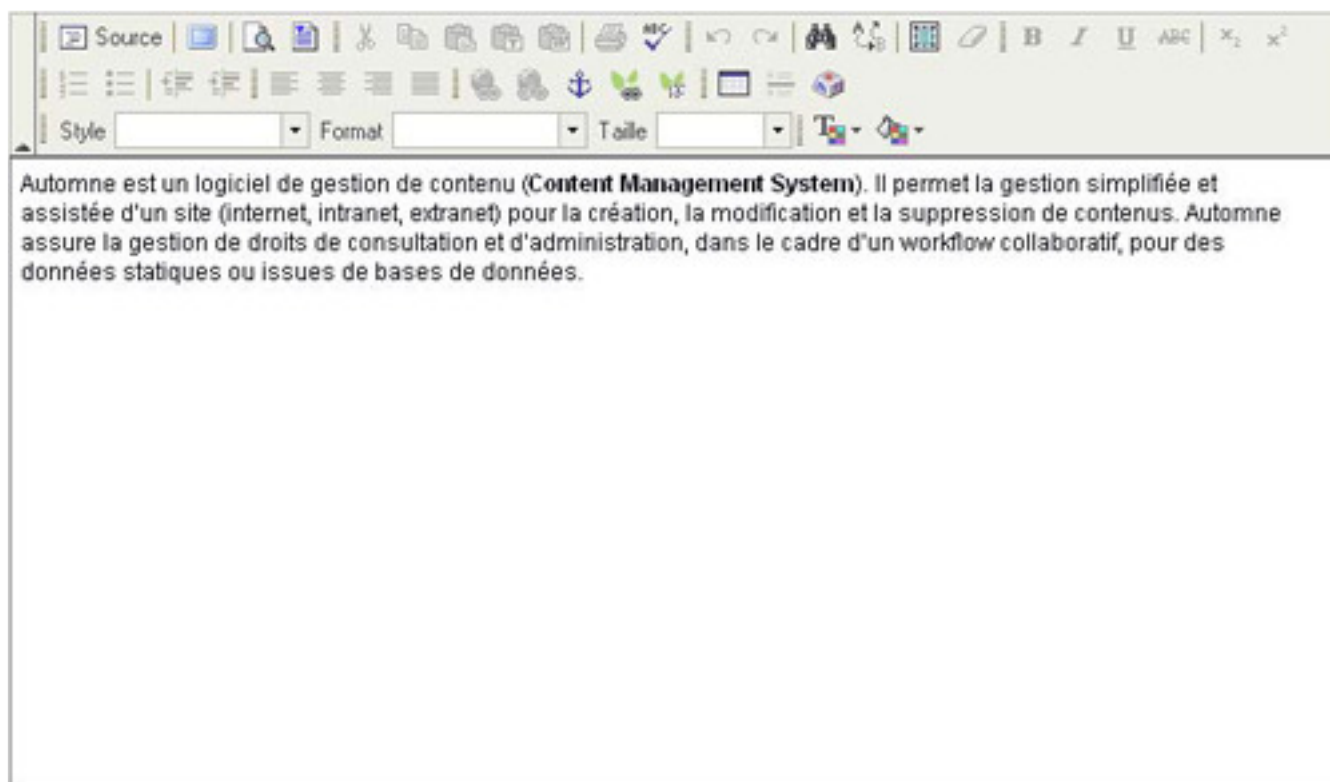 Source
B I U ABC x₂ x²
Style Format Taille
Automne est un logiciel de gestion de contenu (Content Management System). Il permet la gestion simplifiée et
assistée d'un site (internet, intranet, extranet) pour la création, la modification et la suppression de contenus. Automne
assure la gestion de droits de consultation et d'administration, dans le cadre d'un workflow collaboratif, pour des
données statiques ou issues de bases de données.